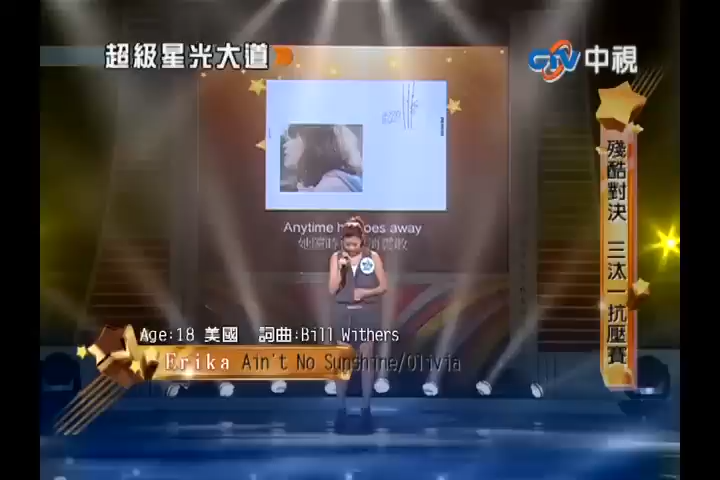 超級星光大道
CTV 中視
Anytime he goes away
殘酷對決 三汰一抗壓賽
Age:18 美國 詞曲:Bill Withers
Erika Ain't No Sunshine/Olivia